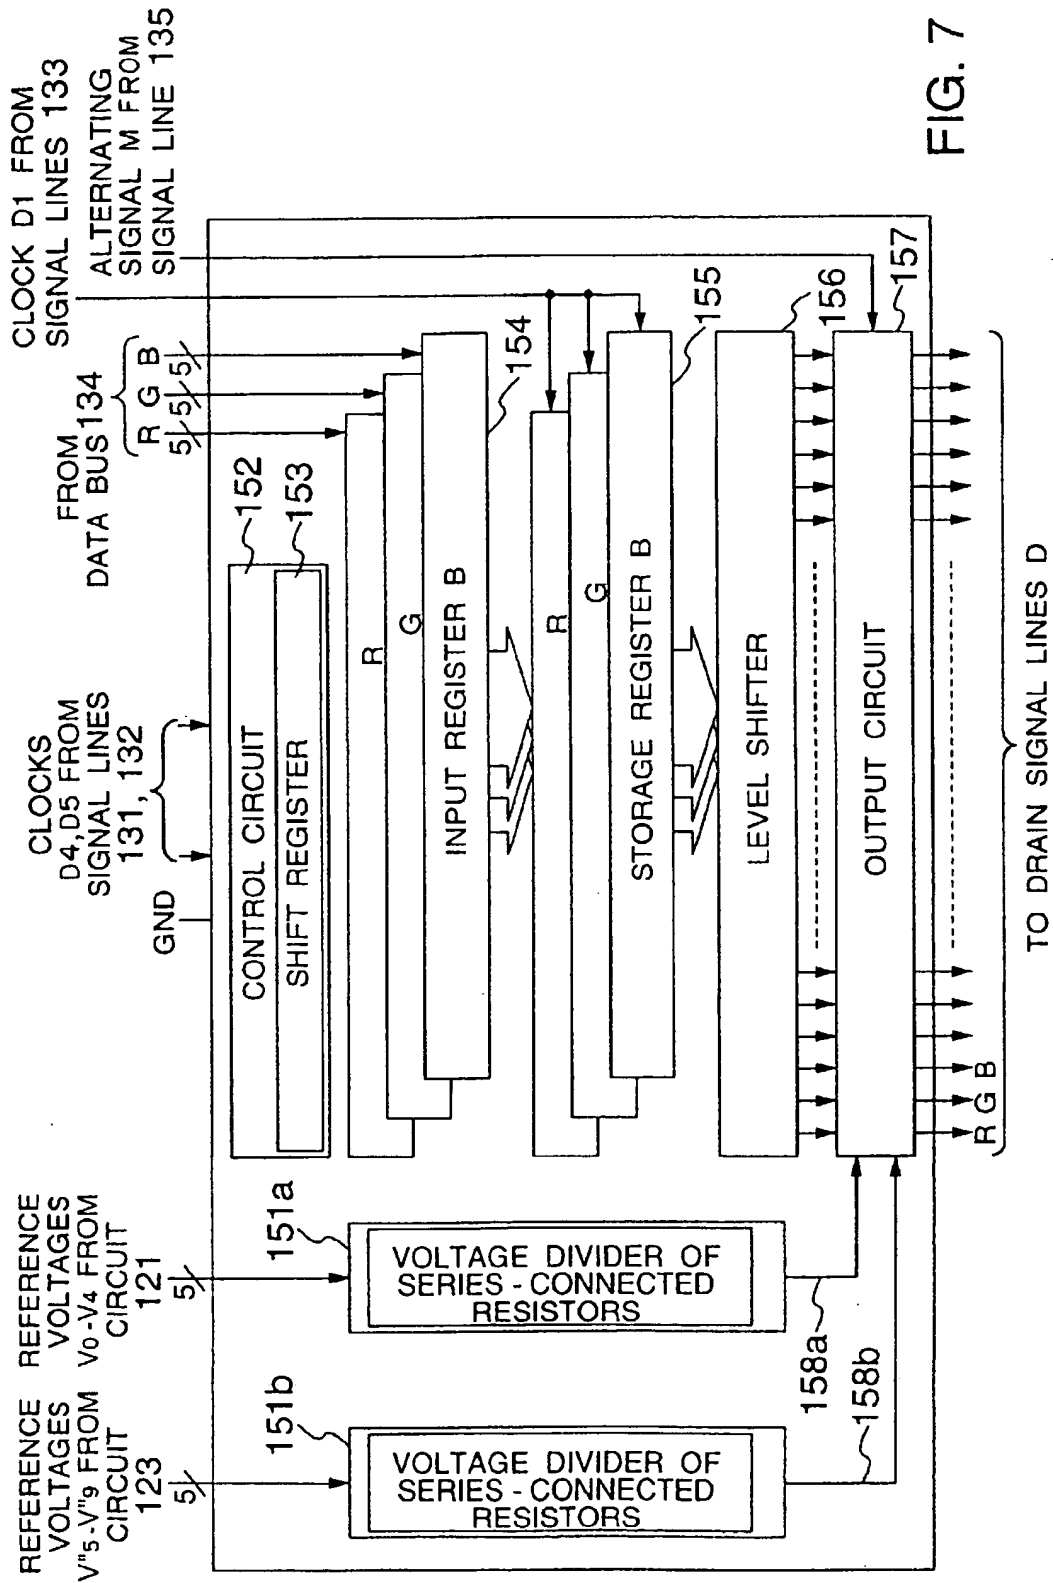 REFERENCE
VOLTAGES
V"5-V"9 FROM
CIRCUIT
123
REFERENCE
VOLTAGES
V0-V4 FROM
CIRCUIT
121
GND
CLOCKS
D4, D5 FROM
SIGNAL LINES
131, 132
FROM
DATA BUS 134
R G B
CLOCK D1 FROM
SIGNAL LINES 133
ALTERNATING
SIGNAL M FROM
SIGNAL LINE 135
5
5
5
5
5
151b
VOLTAGE DIVIDER OF
SERIES-CONNECTED
RESISTORS
158b
151a
VOLTAGE DIVIDER OF
SERIES-CONNECTED
RESISTORS
158a
CONTROL CIRCUIT
152
SHIFT REGISTER
153
R
G
INPUT REGISTER B
154
R
G
STORAGE REGISTER B
155
LEVEL SHIFTER
156
OUTPUT CIRCUIT
157
R G B
TO DRAIN SIGNAL LINES D
FIG. 7